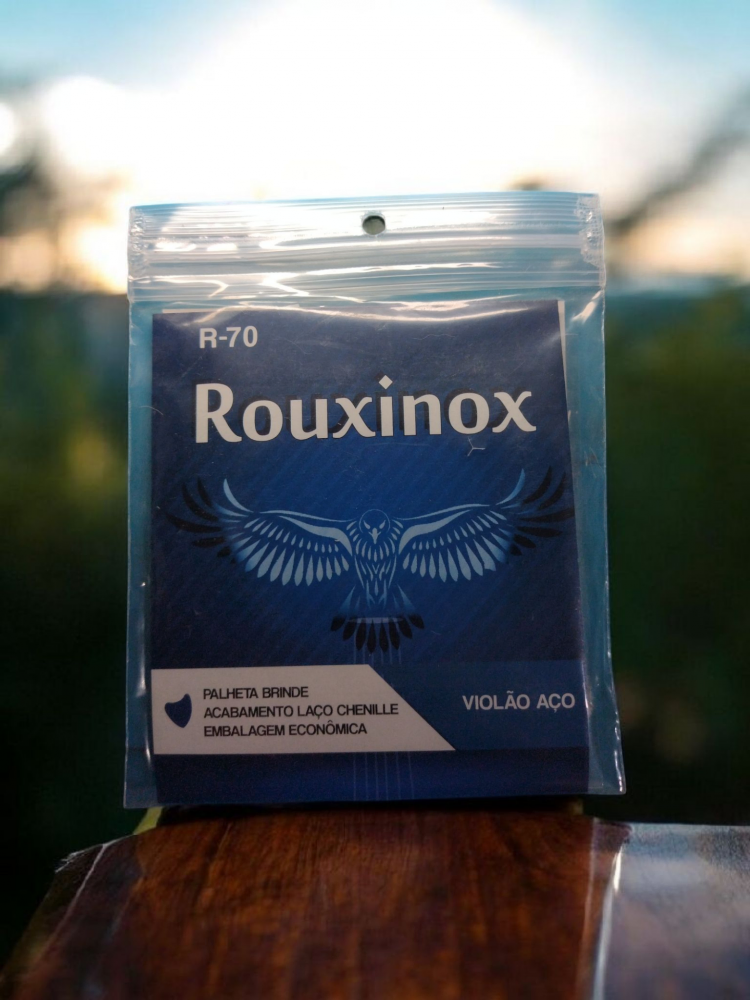 R-70
Rouxinox
PALHETA BRINDE
ACABAMENTO LAÇO CHENILLE
EMBALAGEM ECONÔMICA
VIOLÃO AÇO